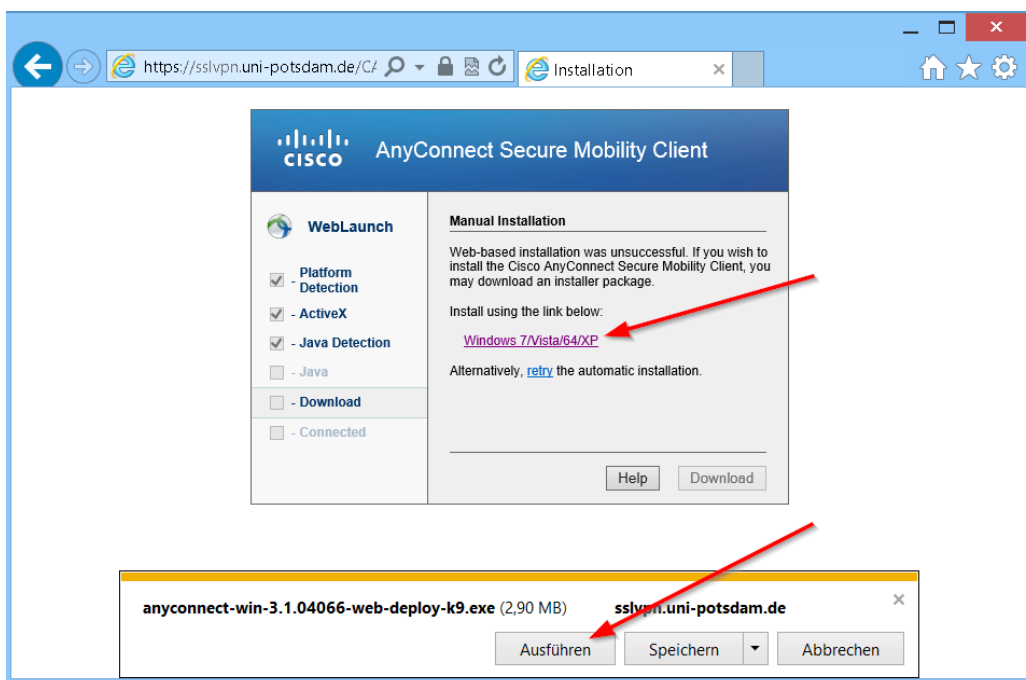 https://sslvpn.uni-potsdam.de/CA
Installation
CISCO
AnyConnect Secure Mobility Client
WebLaunch
- Platform
Detection
- ActiveX
- Java Detection
- Java
- Download
- Connected
Manual Installation
Web-based installation was unsuccessful. If you wish to
install the Cisco AnyConnect Secure Mobility Client, you
may download an installer package.
Install using the link below:
Windows 7/Vista/64/XP
Alternatively, retry the automatic installation.
Help
Download
anyconnect-win-3.1.04066-web-deploy-k9.exe (2,90 MB) sslvpn.uni-potsdam.de
Ausführen
Speichern
Abbrechen